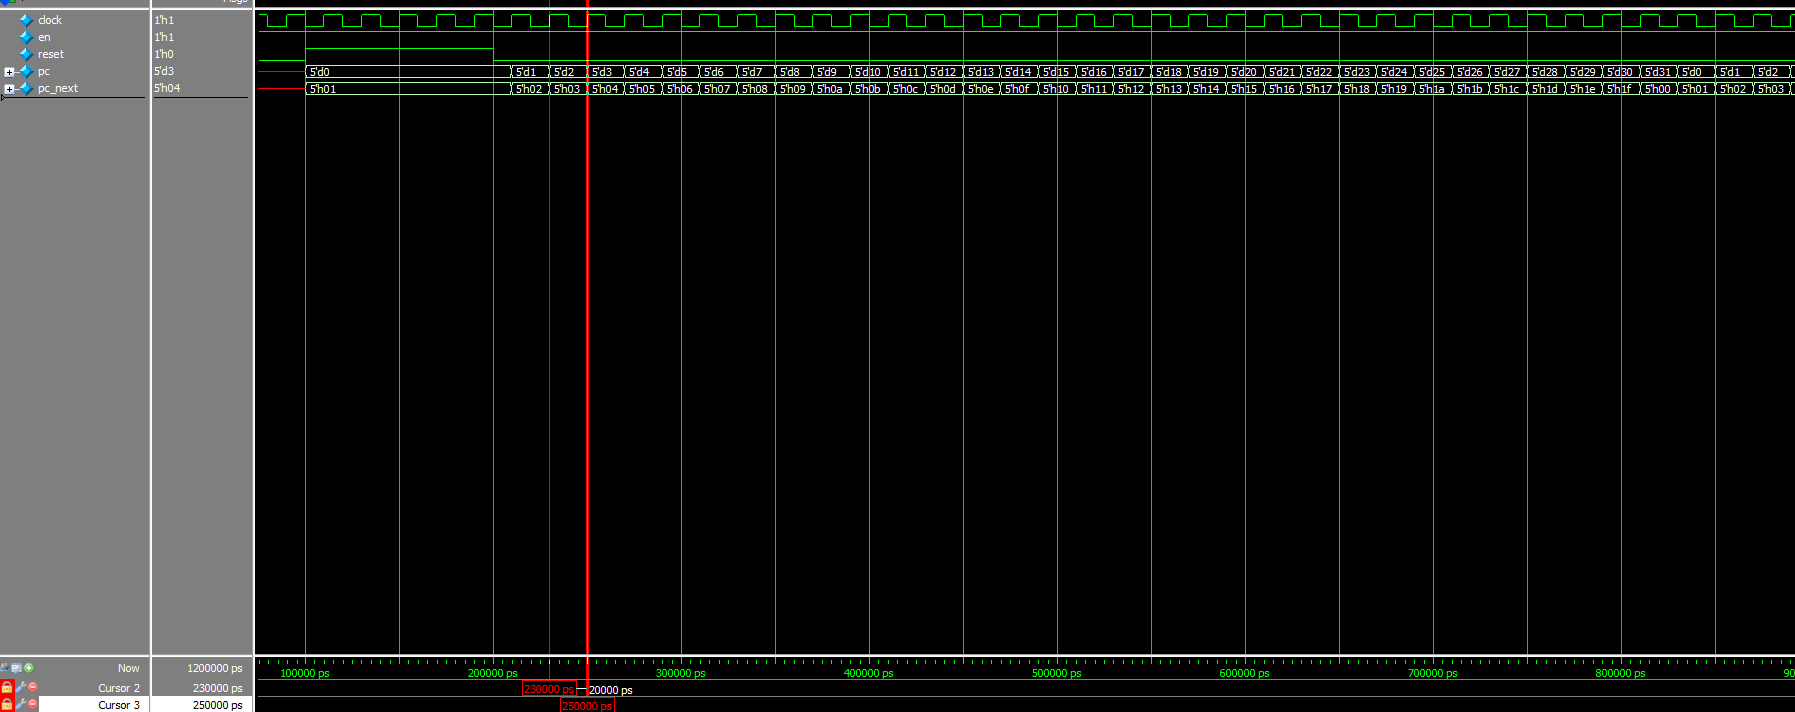 Msgs
clock 1'h1
en 1'h1
reset 1'h0
pc 5'd3 5'd0 5'd1 5'd2 5'd3 5'd4 5'd5 5'd6 5'd7 5'd8 5'd9 5'd10 5'd11 5'd12 5'd13 5'd14 5'd15 5'd16 5'd17 5'd18 5'd19 5'd20 5'd21 5'd22 5'd23 5'd24 5'd25 5'd26 5'd27 5'd28 5'd29 5'd30 5'd31 5'd0 5'd1 5'd2
pc_next 5'h04 5'h01 5'h02 5'h03 5'h04 5'h05 5'h06 5'h07 5'h08 5'h09 5'h0a 5'h0b 5'h0c 5'h0d 5'h0e 5'h0f 5'h10 5'h11 5'h12 5'h13 5'h14 5'h15 5'h16 5'h17 5'h18 5'h19 5'h1a 5'h1b 5'h1c 5'h1d 5'h1e 5'h1f 5'h00 5'h01 5'h02 5'h03
Now 1200000 ps 100000 ps 200000 ps 300000 ps 400000 ps 500000 ps 600000 ps 700000 ps 800000 ps 90
Cursor 2 230000 ps 230000 ps 20000 ps
Cursor 3 250000 ps 250000 ps